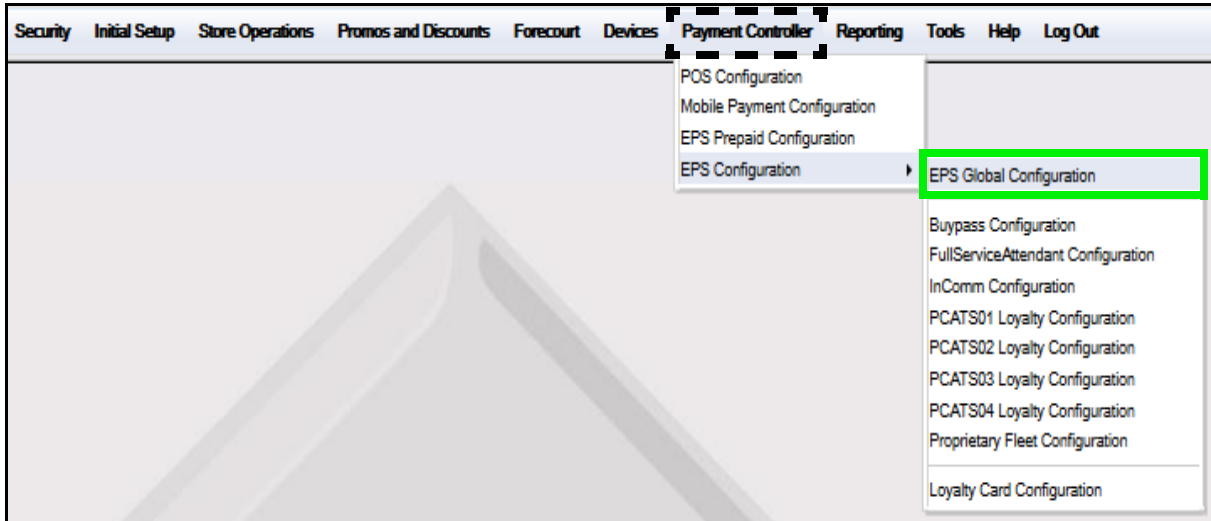 Security Initial Setup Store Operations Promos and Discounts Forecourt Devices Payment Controller Reporting Tools Help Log Out
POS Configuration
Mobile Payment Configuration
EPS Prepaid Configuration
EPS Configuration
EPS Global Configuration
Buypass Configuration
FullServiceAttendant Configuration
InComm Configuration
PCATS01 Loyalty Configuration
PCATS02 Loyalty Configuration
PCATS03 Loyalty Configuration
PCATS04 Loyalty Configuration
Proprietary Fleet Configuration
Loyalty Card Configuration